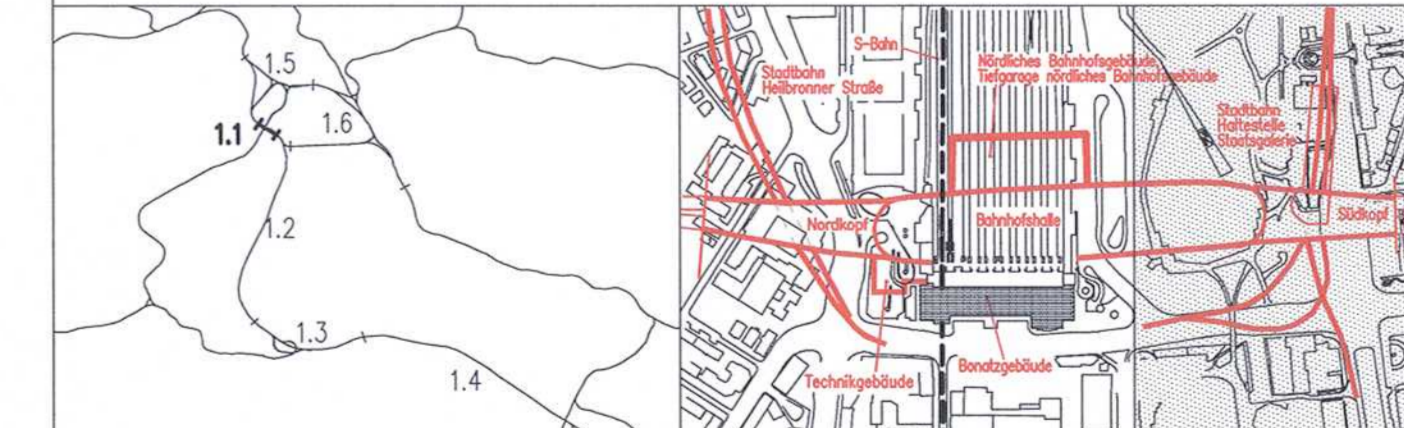 1.5
1.1
1.6
1.2
1.3
1.4
S-Bahn
Stadtbahn
Heilbronner Straße
Nördliches Bahnhofsgebäude,
Tiefgarage nördliches Bahnhofsgebäude
Stadtbahn
Haltestelle
Staatsgalerie
Nordkopf
Bahnhofshalle
Südkopf
Technikgebäude
Bonatzgebäude